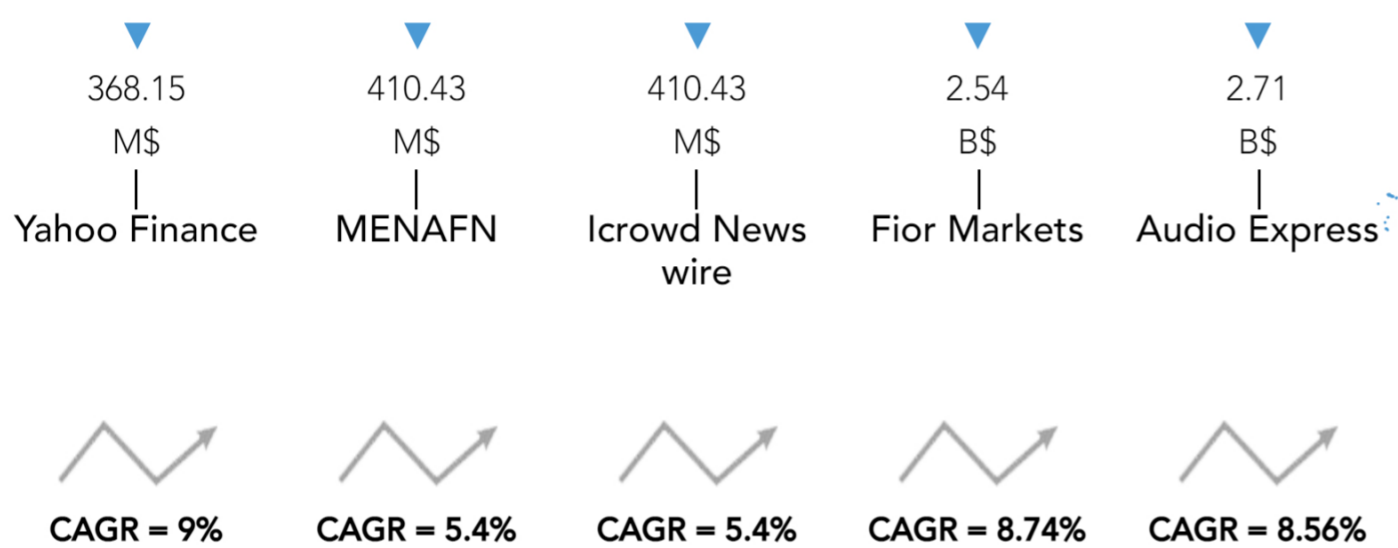 368.15 410.43 410.43 2.54 2.71
M$ M$ M$ B$ B$
Yahoo Finance MENAFN Icrowd News Fior Markets Audio Express
wire
CAGR = 9% CAGR = 5.4% CAGR = 5.4% CAGR = 8.74% CAGR = 8.56%